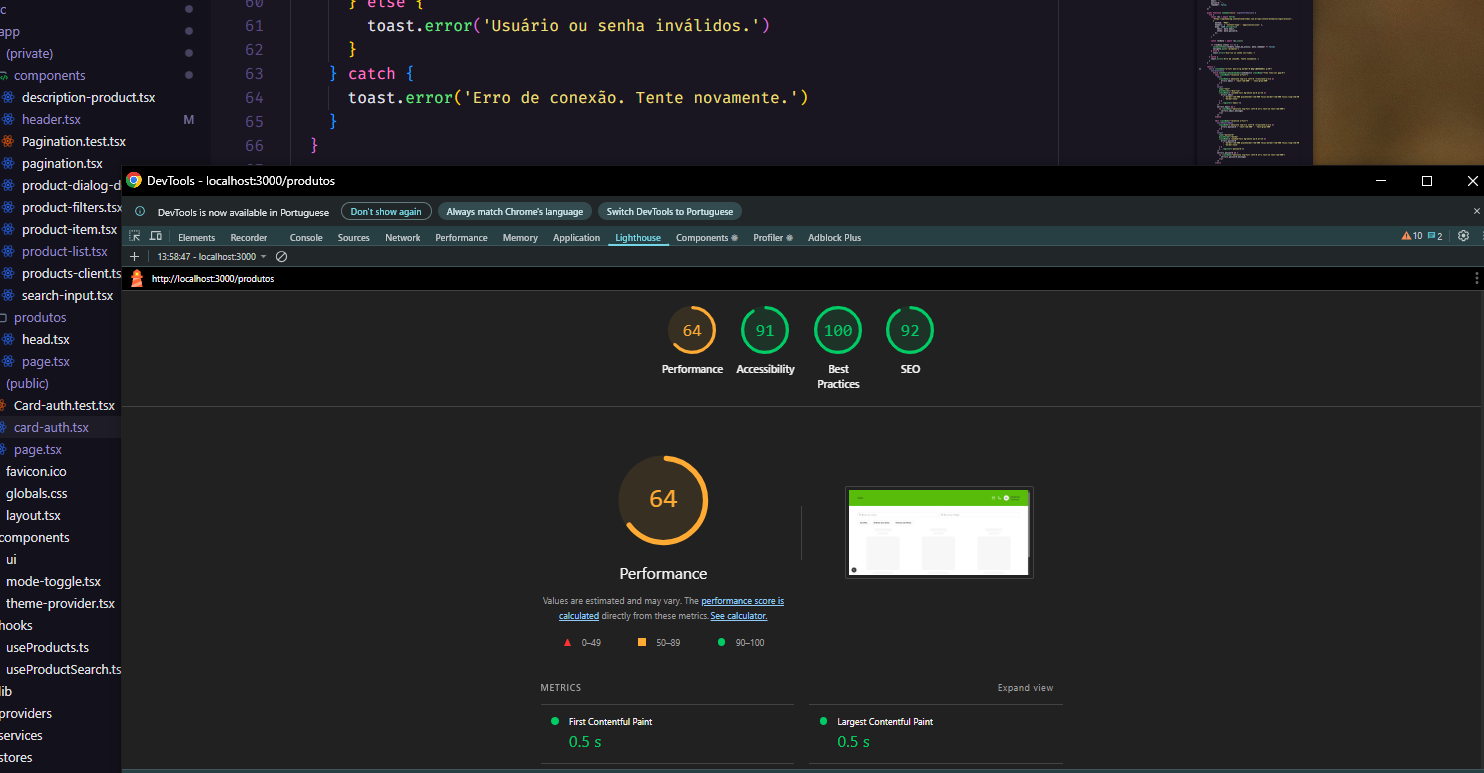 c
app
(private)
components
description-product.tsx
header.tsx M
Pagination.test.tsx
pagination.tsx
product-dialog-d
product-filters.tsx
product-item.tsx
product-list.tsx
products-client.ts
search-input.tsx
produtos
head.tsx
page.tsx
(public)
Card-auth.test.tsx
card-auth.tsx
page.tsx
favicon.ico
globals.css
layout.tsx
components
ui
mode-toggle.tsx
theme-provider.tsx
hooks
useProducts.ts
useProductSearch.ts
lib
providers
services
stores
60 } else {
61 toast.error('Usuário ou senha inválidos.')
62 }
63 } catch {
64 toast.error('Erro de conexão. Tente novamente.')
65 }
66 }
DevTools - localhost:3000/produtos
DevTools is now available in Portuguese Don't show again Always match Chrome's language Switch DevTools to Portuguese
Elements Recorder Console Sources Network Performance Memory Application Lighthouse Components Profiler Adblock Plus 10 2
13:58:47 - localhost:3000
http://localhost:3000/produtos
64 91 100 92
Performance Accessibility Best Practices SEO
64
Performance
Values are estimated and may vary. The performance score is
calculated directly from these metrics. See calculator.
0–49 50–89 90–100
METRICS Expand view
First Contentful Paint Largest Contentful Paint
0.5 s 0.5 s